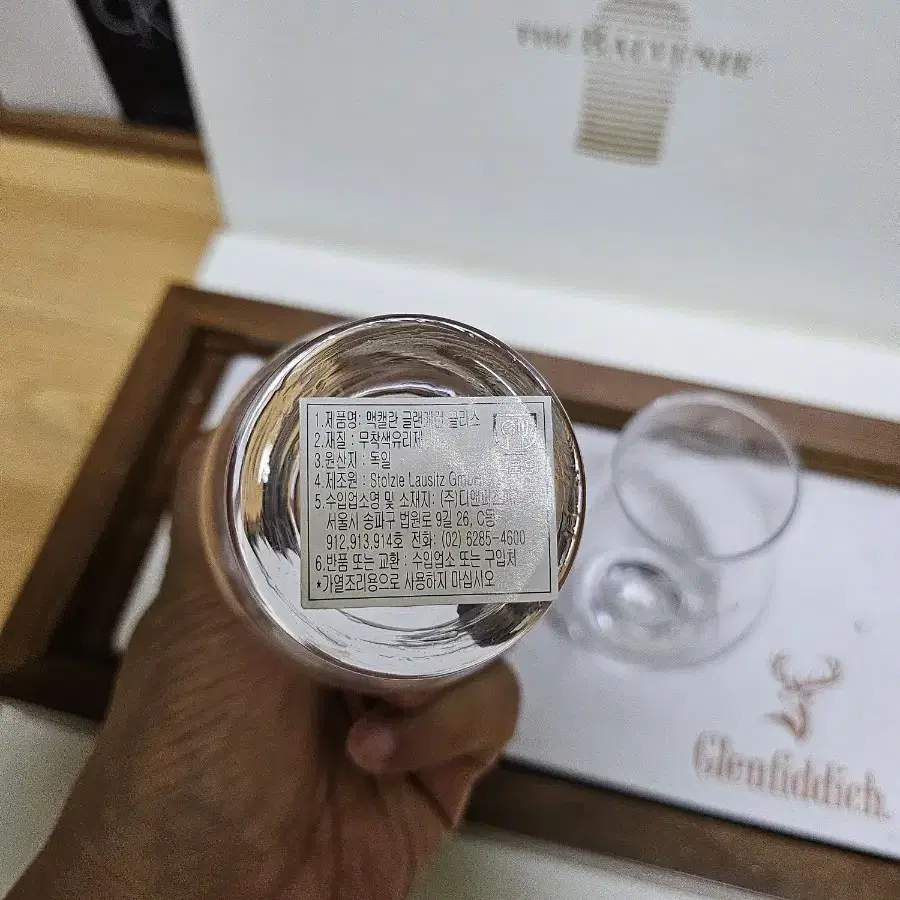 THE BALVENIE
1.제품명: 맥캘란 글랜캐런 글라스
2.재질 : 무착색유리제
3.원산지 : 독일
4.제조원 : Stolzle Lausitz GmbH
5.수입업소명 및 소재지: (주)디앤피
서울시 송파구 법원로 9길 26, C동
912,913,914호 전화: (02) 6285-4600
6.반품 또는 교환 : 수입업소 또는 구입처
*가열조리용으로 사용하지 마십시오
Glenfiddich